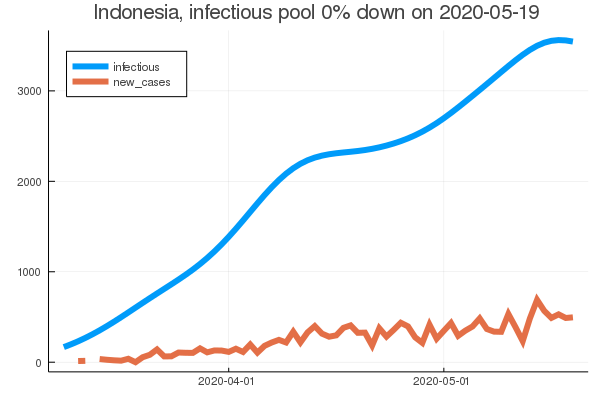 Indonesia, infectious pool 0% down on 2020-05-19
infectious
new_cases
3000
2000
1000
0
2020-04-01
2020-05-01